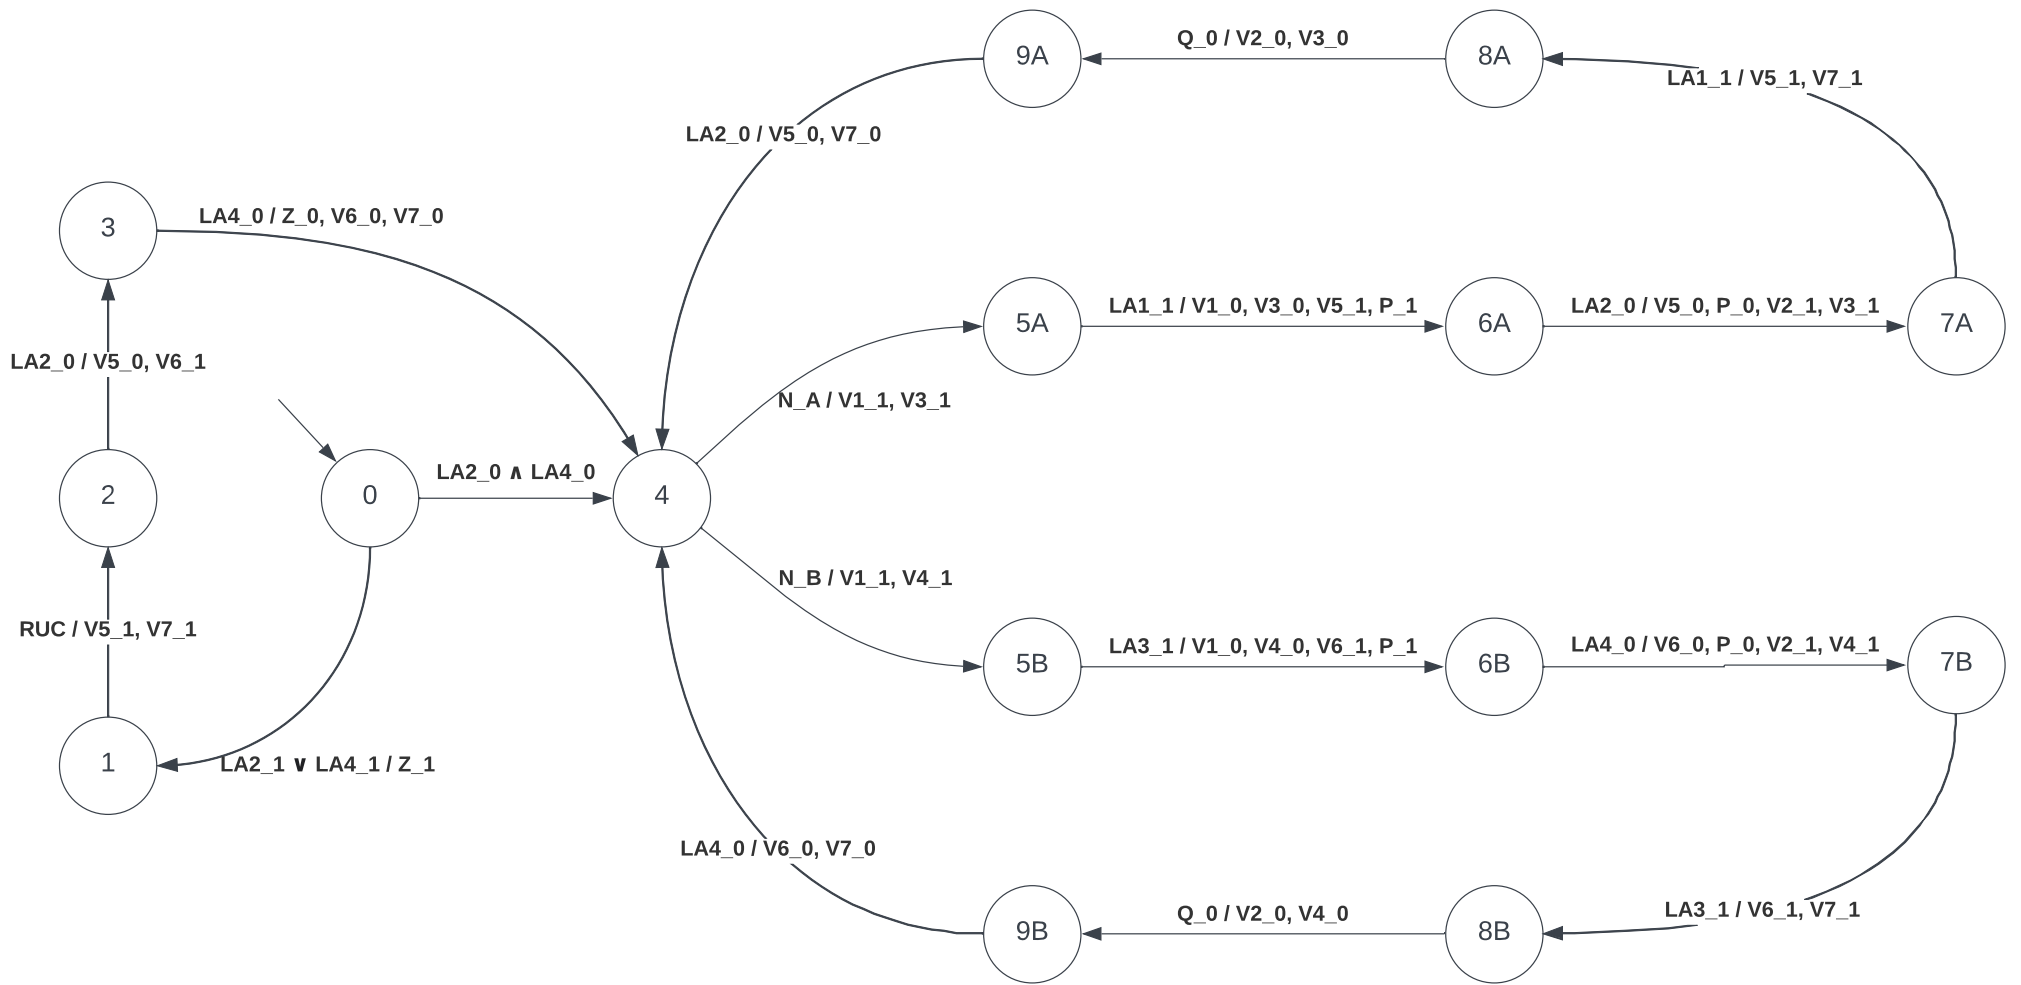 9A
Q_0 / V2_0, V3_0
8A
LA1_1 / V5_1, V7_1
LA2_0 / V5_0, V7_0
3
LA4_0 / Z_0, V6_0, V7_0
5A
LA1_1 / V1_0, V3_0, V5_1, P_1
6A
LA2_0 / V5_0, P_0, V2_1, V3_1
7A
LA2_0 / V5_0, V6_1
N_A / V1_1, V3_1
2
0
LA2_0 ∧ LA4_0
4
N_B / V1_1, V4_1
RUC / V5_1, V7_1
5B
LA3_1 / V1_0, V4_0, V6_1, P_1
6B
LA4_0 / V6_0, P_0, V2_1, V4_1
7B
1
LA2_1 ∨ LA4_1 / Z_1
LA4_0 / V6_0, V7_0
9B
Q_0 / V2_0, V4_0
8B
LA3_1 / V6_1, V7_1